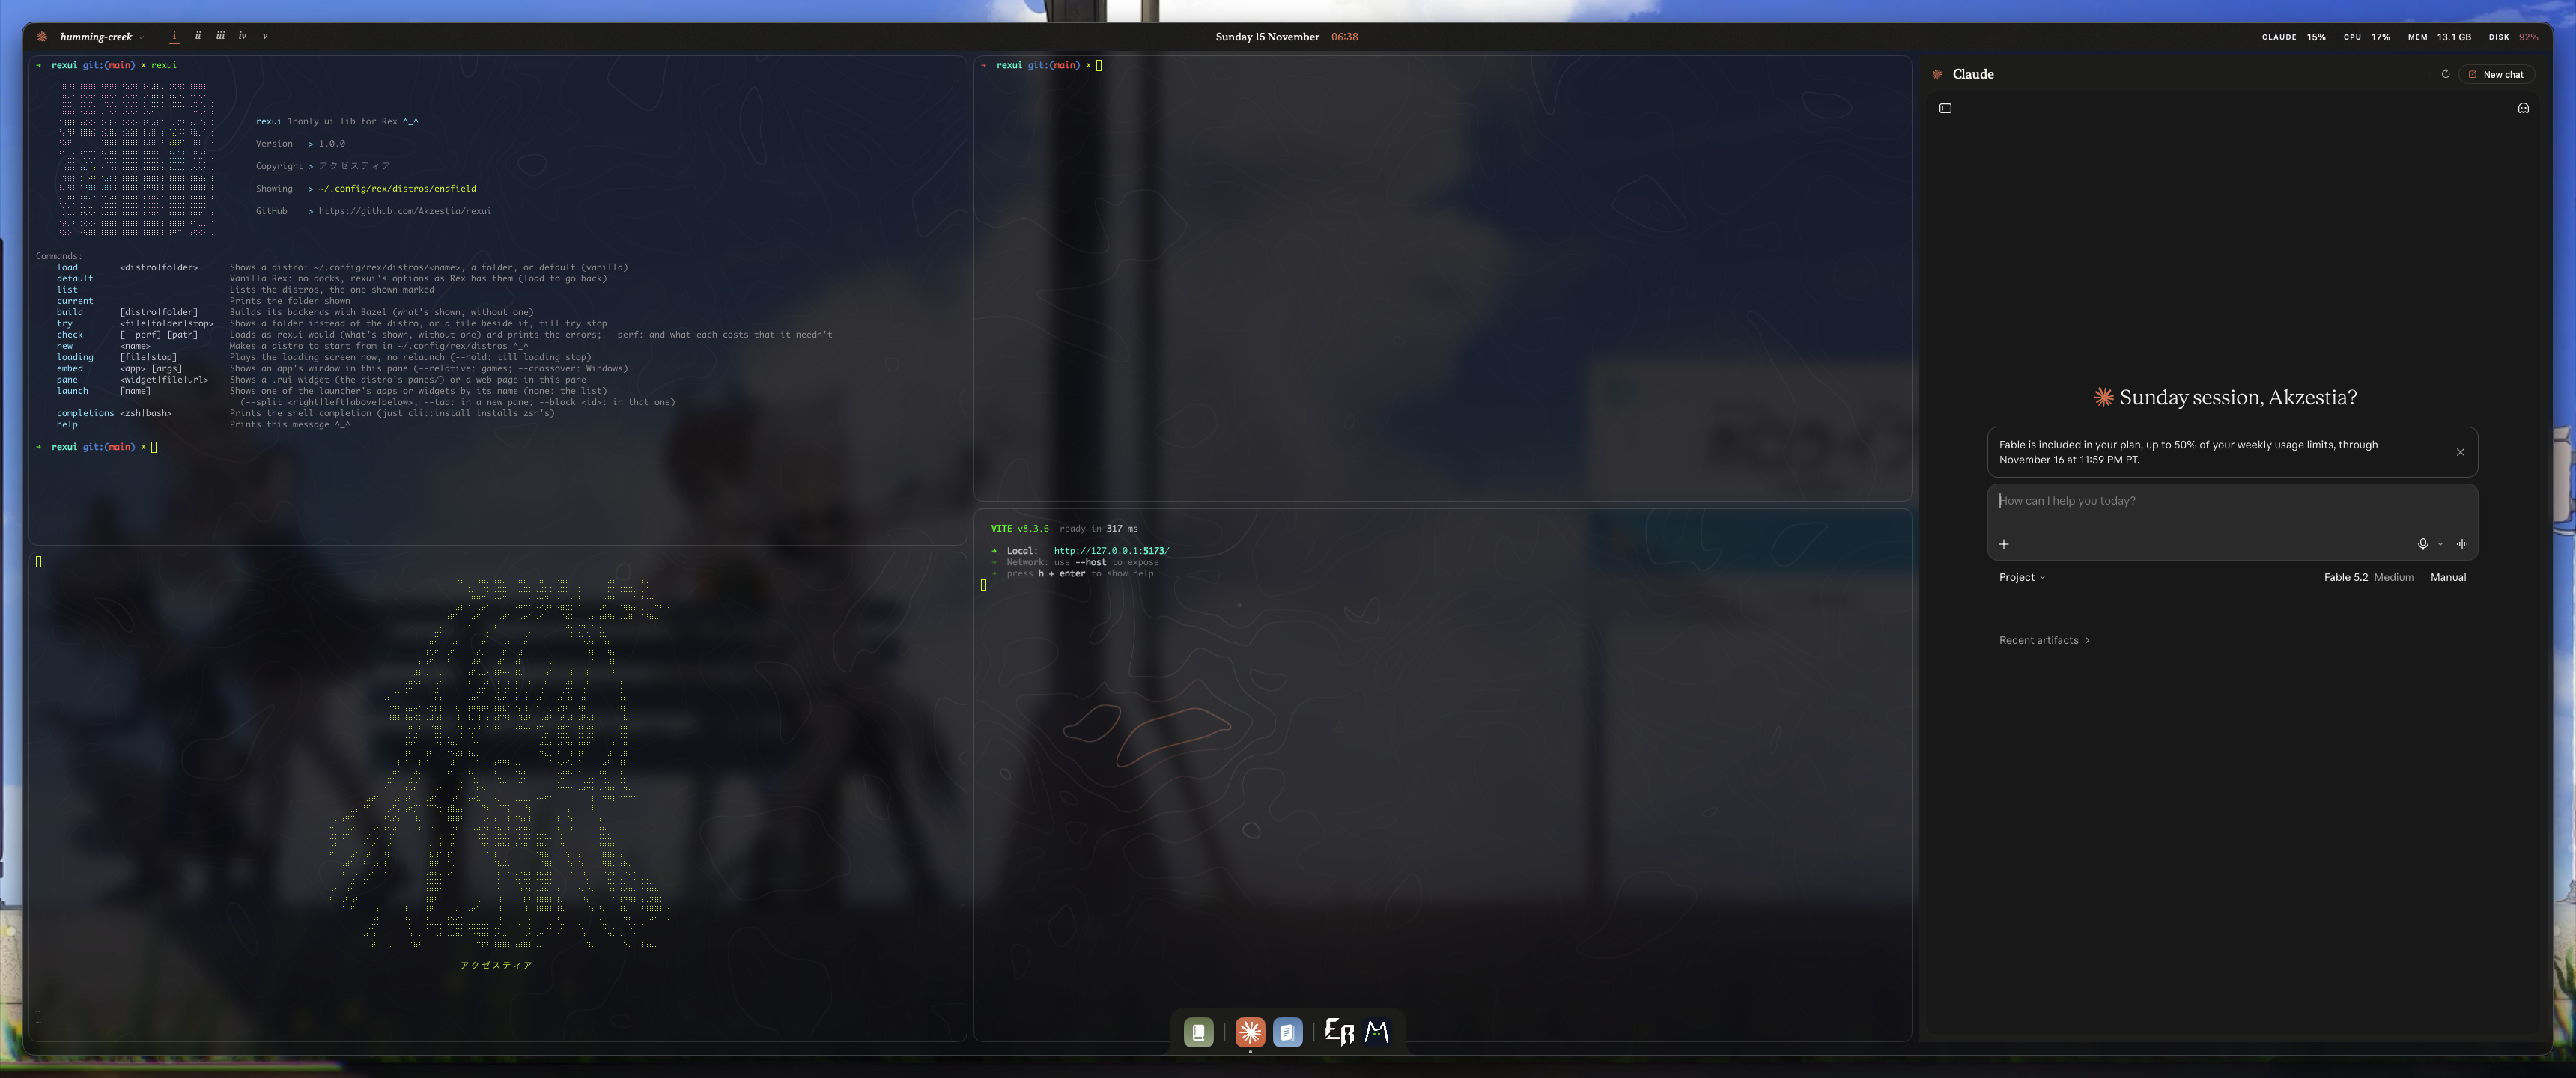 humming-creek
i ii iii iv v
Sunday 15 November 06:38
CLAUDE 15% CPU 17% MEM 13.1 GB DISK 92%
➜ rexui git:(main) ✗ rexui
rexui 1nonly ui lib for Rex ^_^
Version > 1.0.0
Copyright > アクゼスティア
Showing > ~/.config/rex/distros/endfield
GitHub > https://github.com/Akzestia/rexui
Commands:
load <distro|folder> | Shows a distro: ~/.config/rex/distros/<name>, a folder, or default (vanilla)
default | Vanilla Rex: no docks, rexui's options as Rex has them (load to go back)
list | Lists the distros, the one shown marked
current | Prints the folder shown
build [distro|folder] | Builds its backends with Bazel (what's shown, without one)
try <file|folder|stop> | Shows a folder instead of the distro, or a file beside it, till try stop
check [--perf] [path] | Loads as rexui would (what's shown, without one) and prints the errors; --perf: and what each costs that it needn't
new <name> | Makes a distro to start from in ~/.config/rex/distros ^_^
loading [file|stop] | Plays the loading screen now, no relaunch (--hold: till loading stop)
embed <app> [args] | Shows an app's window in this pane (--relative: games; --crossover: Windows)
pane <widget|file|url> | Shows a .rui widget (the distro's panes/) or a web page in this pane
launch [name] | Shows one of the launcher's apps or widgets by its name (none: the list)
| (--split <right|left|above|below>, --tab: in a new pane; --block <id>: in that one)
completions <zsh|bash> | Prints the shell completion (just cli::install installs zsh's)
help | Prints this message ^_^
➜ rexui git:(main) ✗
アクゼスティア
~
~
➜ rexui git:(main) ✗
VITE v8.3.6 ready in 317 ms
➜ Local: http://127.0.0.1:5173/
➜ Network: use --host to expose
➜ press h + enter to show help
Claude
New chat
Sunday session, Akzestia?
Fable is included in your plan, up to 50% of your weekly usage limits, through
November 16 at 11:59 PM PT.
How can I help you today?
Project
Fable 5.2 Medium Manual
Recent artifacts